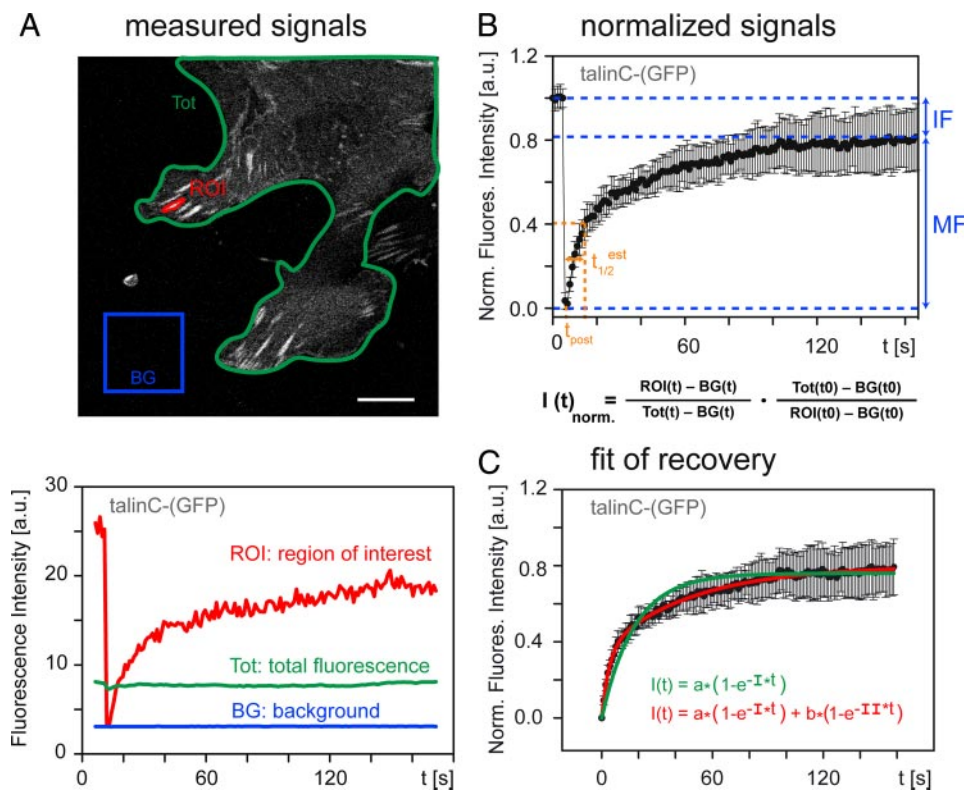 A measured signals
Tot
ROI
BG
Fluorescence Intensity [a.u.]
30
20
10
0
talinC-(GFP)
ROI: region of interest
Tot: total fluorescence
BG: background
0
60
120
t [s]
B normalized signals
Norm. Fluores. Intensity [a.u.]
1.2
0.8
0.4
0.0
talinC-(GFP)
IF
MF
t1/2 est
tpost
0
60
120
t [s]
I (t)norm. = ROI(t) – BG(t) / Tot(t) – BG(t) · Tot(t0) – BG(t0) / ROI(t0) – BG(t0)
C fit of recovery
Norm. Fluores. Intensity [a.u.]
1.2
0.8
0.4
0.0
talinC-(GFP)
I(t) = a*(1-e^-I*t)
I(t) = a*(1-e^-I*t) + b*(1-e^-II*t)
0
60
120
t [s]